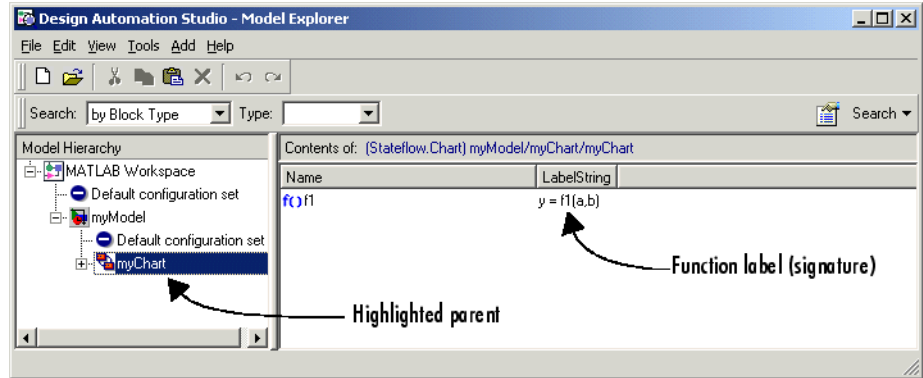 Design Automation Studio - Model Explorer
File Edit View Tools Add Help
Search: by Block Type Type: Search
Model Hierarchy
MATLAB Workspace
Default configuration set
myModel
Default configuration set
myChart
Contents of: (Stateflow.Chart) myModel/myChart/myChart
Name LabelString
f() f1 y = f1(a,b)
Function label (signature)
Highlighted parent